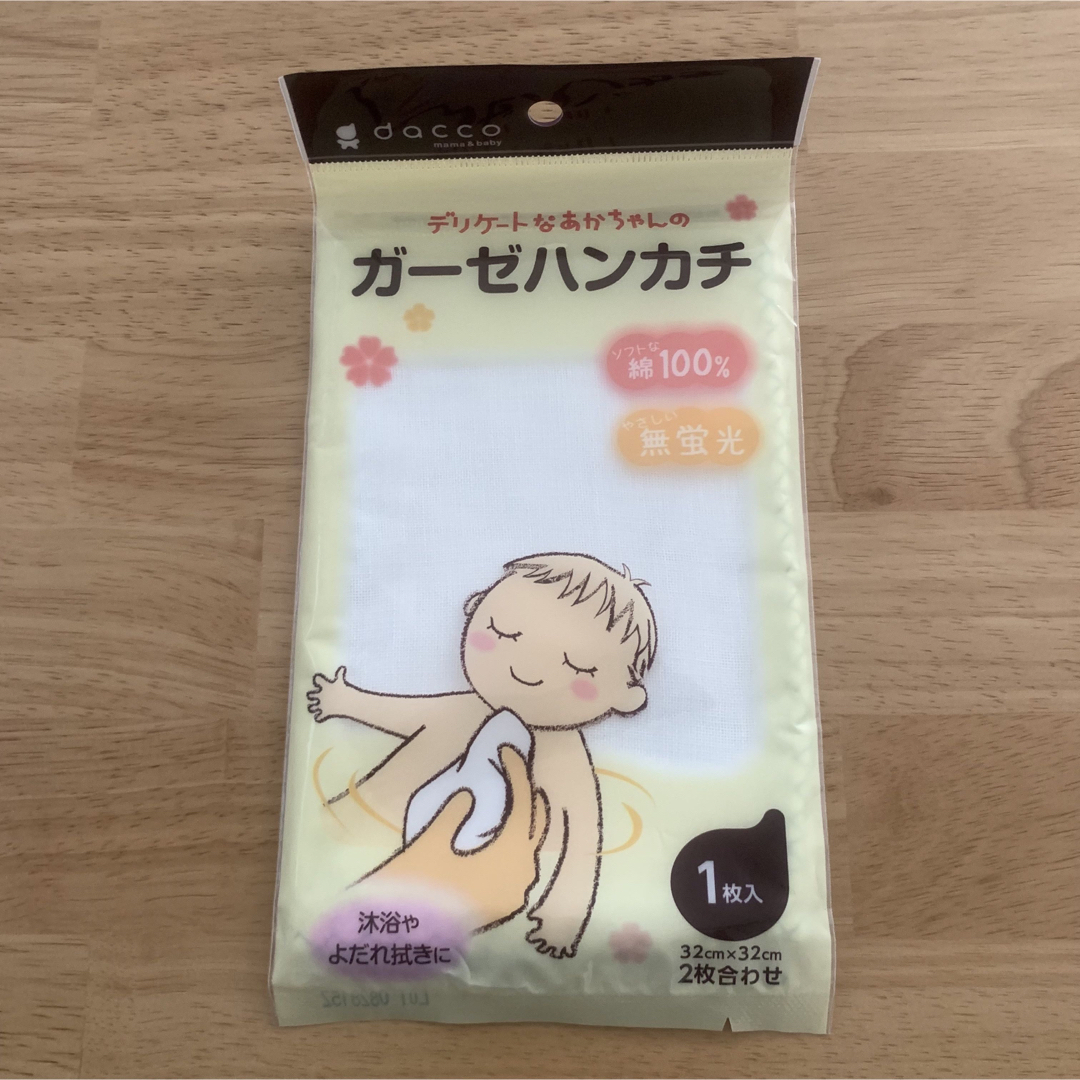 dacco
mama & baby
デリケートなあかちゃんの
ガーゼハンカチ
ソフトな
綿100%
やさしい
無蛍光
1枚入
沐浴や
よだれ拭きに
32cm×32cm
2枚合わせ